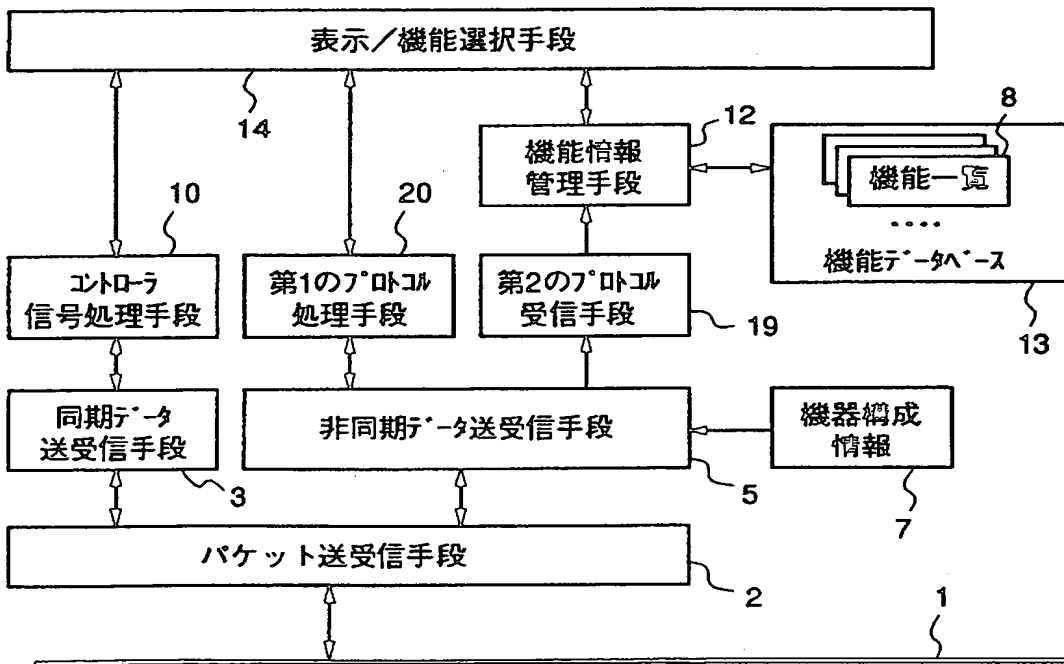 表示／機能選択手段
14
12
8
機能情報
管理手段
機能一覧
....
機能データベース
13
10
20
コントローラ
信号処理手段
第1のプロトコル
処理手段
第2のプロトコル
受信手段
19
同期データ
送受信手段
3
非同期データ送受信手段
5
機器構成
情報
7
パケット送受信手段
2
1